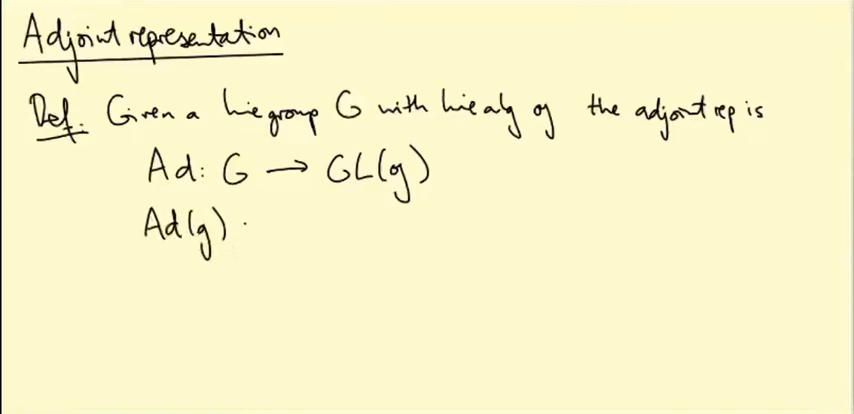 Adjoint representation
Def. Given a Lie group G with Lie alg 𝔤 the adjoint rep is
Ad: G → GL(𝔤)
Ad(g) ·